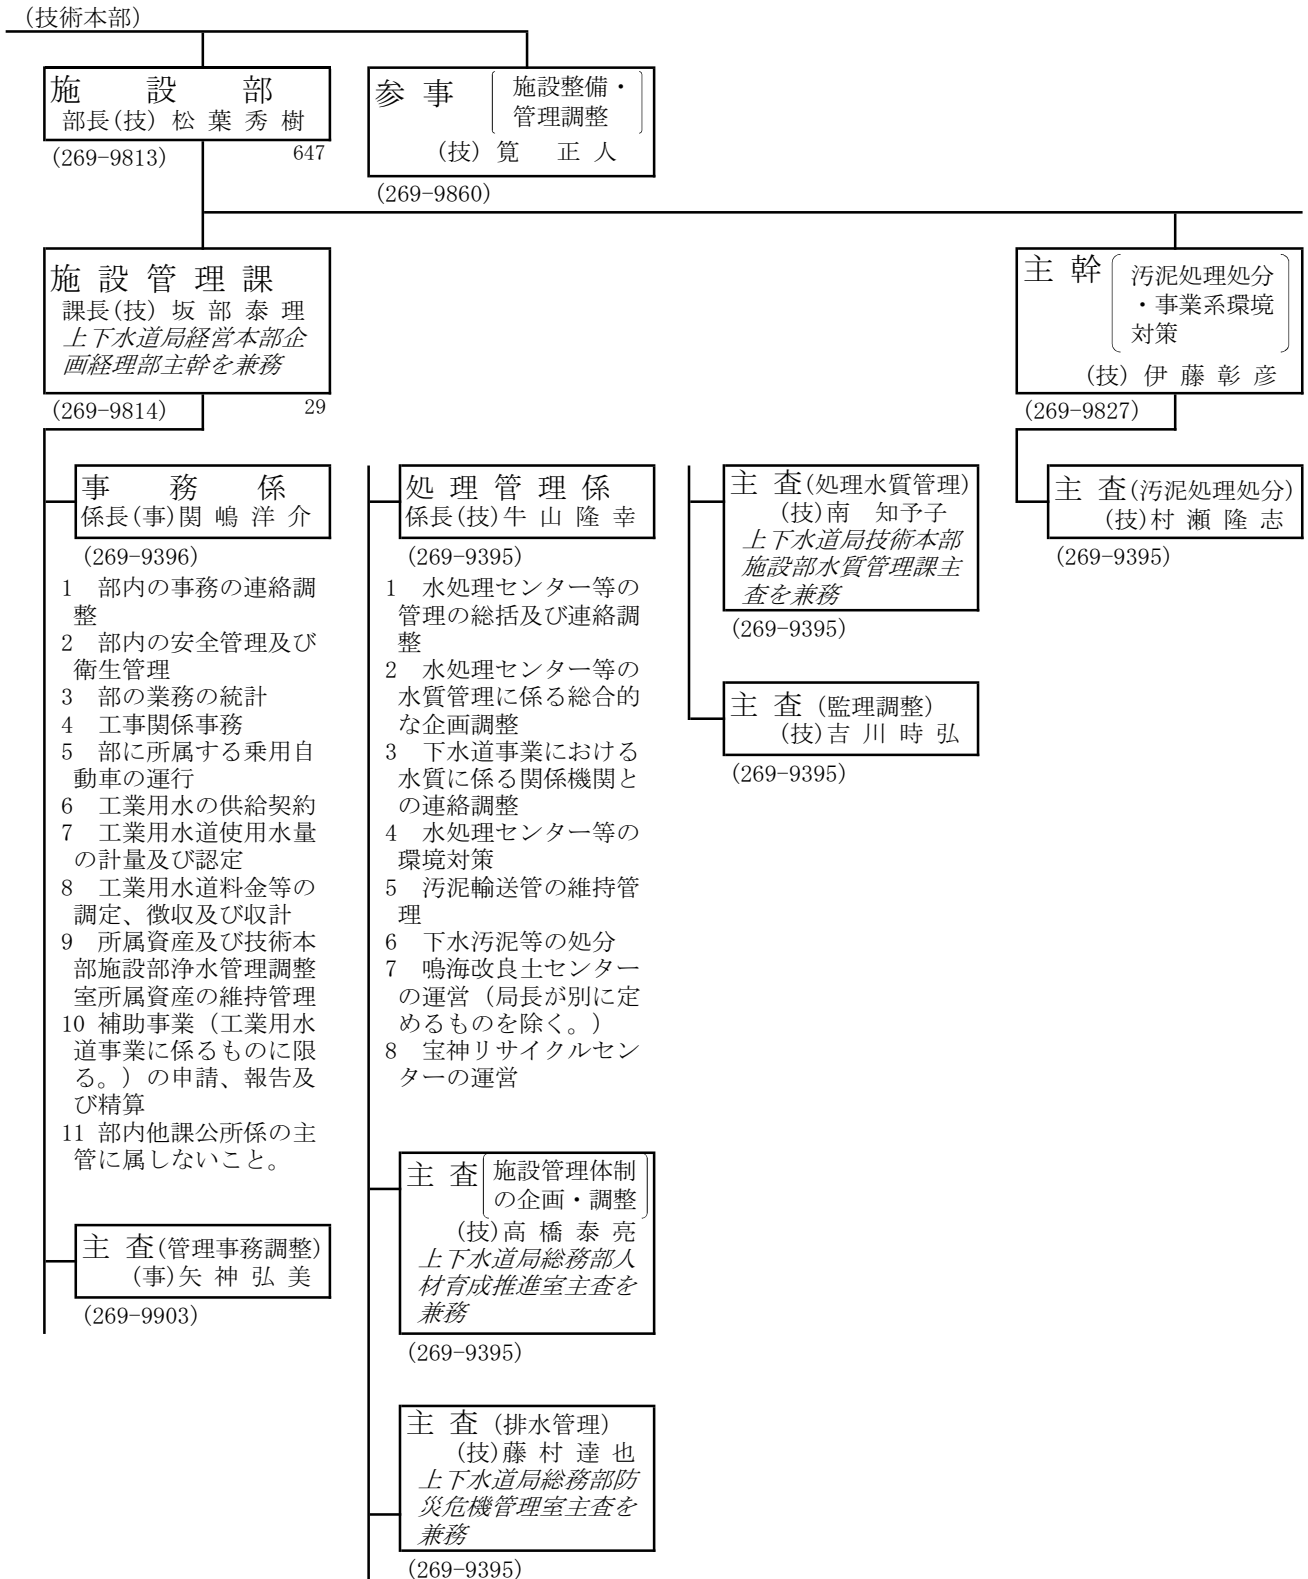 (技術本部)
施設部
部長(技) 松葉秀樹
(269-9813) 647
参事 施設整備・
管理調整
(技) 筧 正人
(269-9860)
施設管理課
課長(技) 坂部泰理
上下水道局経営本部企
画経理部主幹を兼務
(269-9814) 29
主幹 汚泥処理処分
・事業系環境
対策
(技) 伊藤彰彦
(269-9827)
事務係
係長(事)関嶋洋介
(269-9396)
1 部内の事務の連絡調
整
2 部内の安全管理及び
衛生管理
3 部の業務の統計
4 工事関係事務
5 部に所属する乗用自
動車の運行
6 工業用水の供給契約
7 工業用水道使用水量
の計量及び認定
8 工業用水道料金等の
調定、徴収及び収計
9 所属資産及び技術本
部施設部浄水管理調整
室所属資産の維持管理
10 補助事業（工業用水
道事業に係るものに限
る。）の申請、報告及
び精算
11 部内他課公所係の主
管に属しないこと。
主査(管理事務調整)
(事)矢神弘美
(269-9903)
処理管理係
係長(技)牛山隆幸
(269-9395)
1 水処理センター等の
管理の総括及び連絡調
整
2 水処理センター等の
水質管理に係る総合的
な企画調整
3 下水道事業における
水質に係る関係機関と
の連絡調整
4 水処理センター等の
環境対策
5 汚泥輸送管の維持管
理
6 下水汚泥等の処分
7 鳴海改良土センター
の運営（局長が別に定
めるものを除く。）
8 宝神リサイクルセン
ターの運営
主査 施設管理体制
の企画・調整
(技)高橋泰亮
上下水道局総務部人
材育成推進室主査を
兼務
(269-9395)
主査(排水管理)
(技)藤村達也
上下水道局総務部防
災危機管理室主査を
兼務
(269-9395)
主査(処理水質管理)
(技)南 知予子
上下水道局技術本部
施設部水質管理課主
査を兼務
(269-9395)
主査(監理調整)
(技)吉川時弘
(269-9395)
主査(汚泥処理処分)
(技)村瀬隆志
(269-9395)